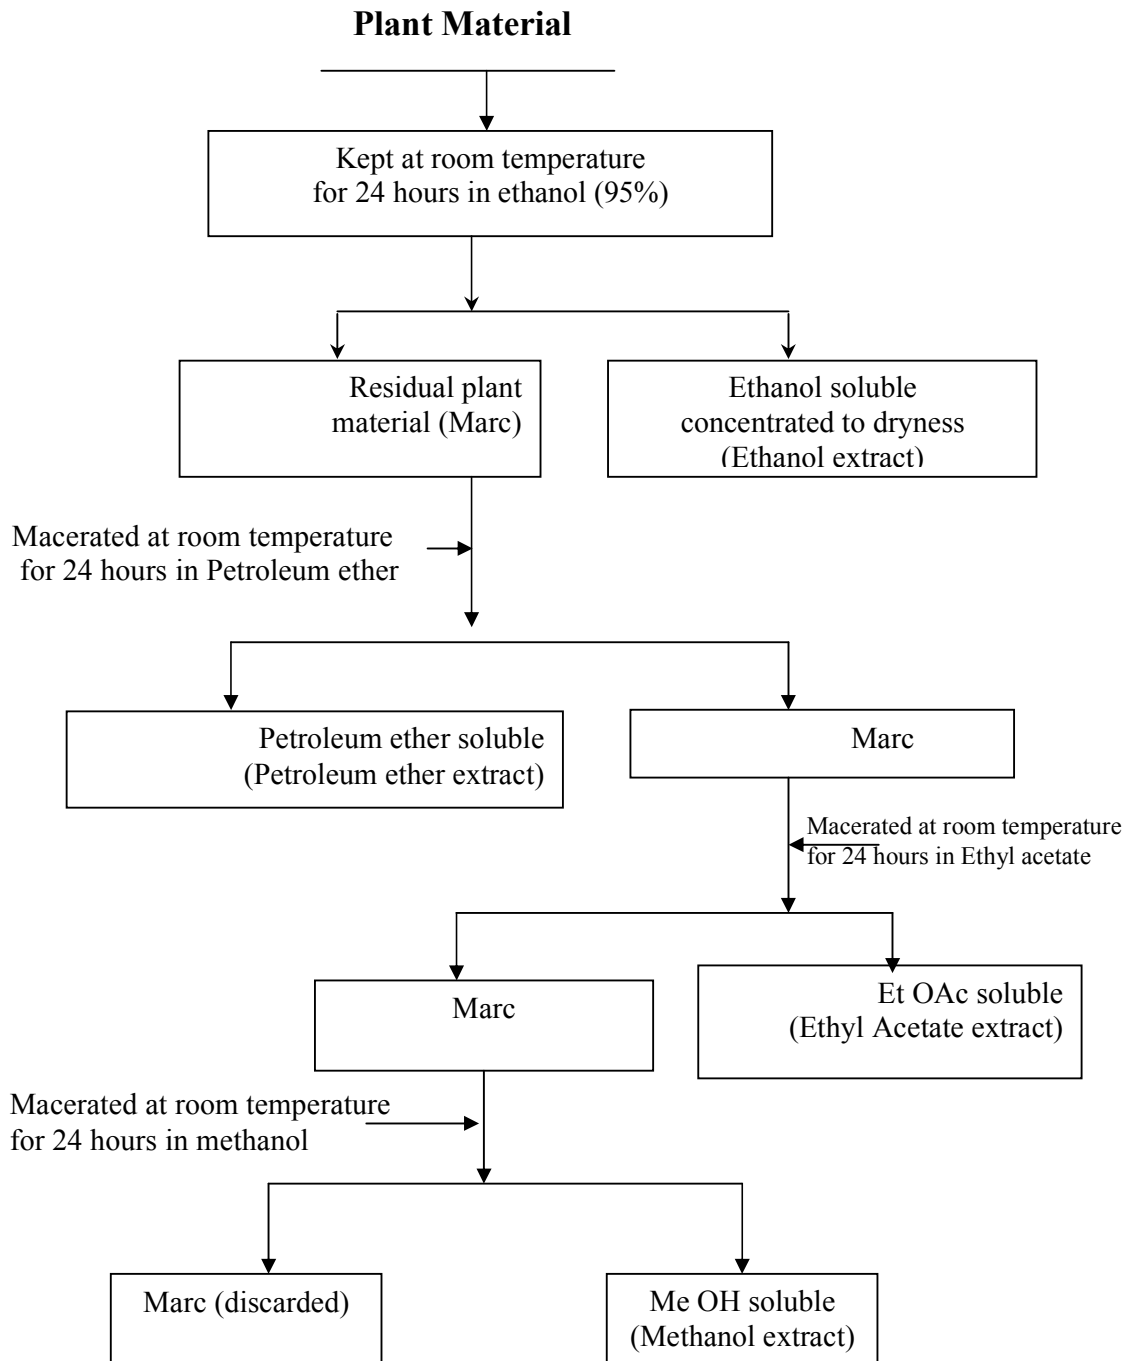 Plant Material
Kept at room temperature
for 24 hours in ethanol (95%)
Residual plant
material (Marc)
Ethanol soluble
concentrated to dryness
(Ethanol extract)
Macerated at room temperature
for 24 hours in Petroleum ether
Petroleum ether soluble
(Petroleum ether extract)
Marc
Macerated at room temperature
for 24 hours in Ethyl acetate
Marc
Et OAc soluble
(Ethyl Acetate extract)
Macerated at room temperature
for 24 hours in methanol
Marc (discarded)
Me OH soluble
(Methanol extract)